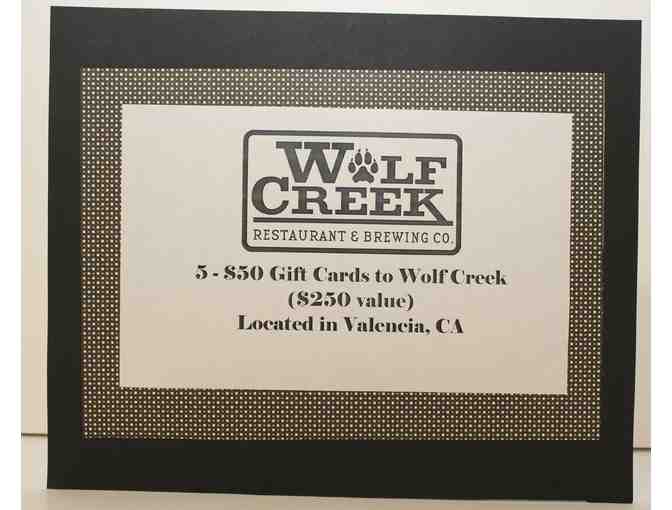 WOLF
CREEK
RESTAURANT & BREWING CO.
5 - $50 Gift Cards to Wolf Creek
($250 value)
Located in Valencia, CA